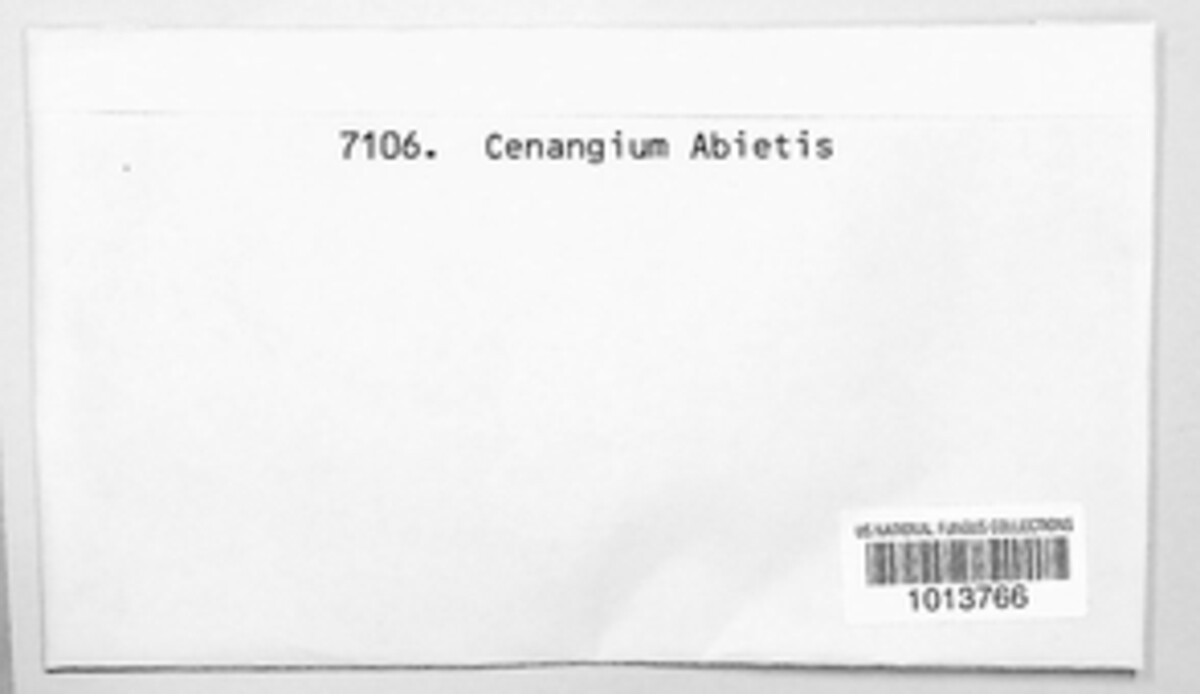 7106. Cenangium Abietis
US NATIONAL FUNGUS COLLECTIONS
1013766